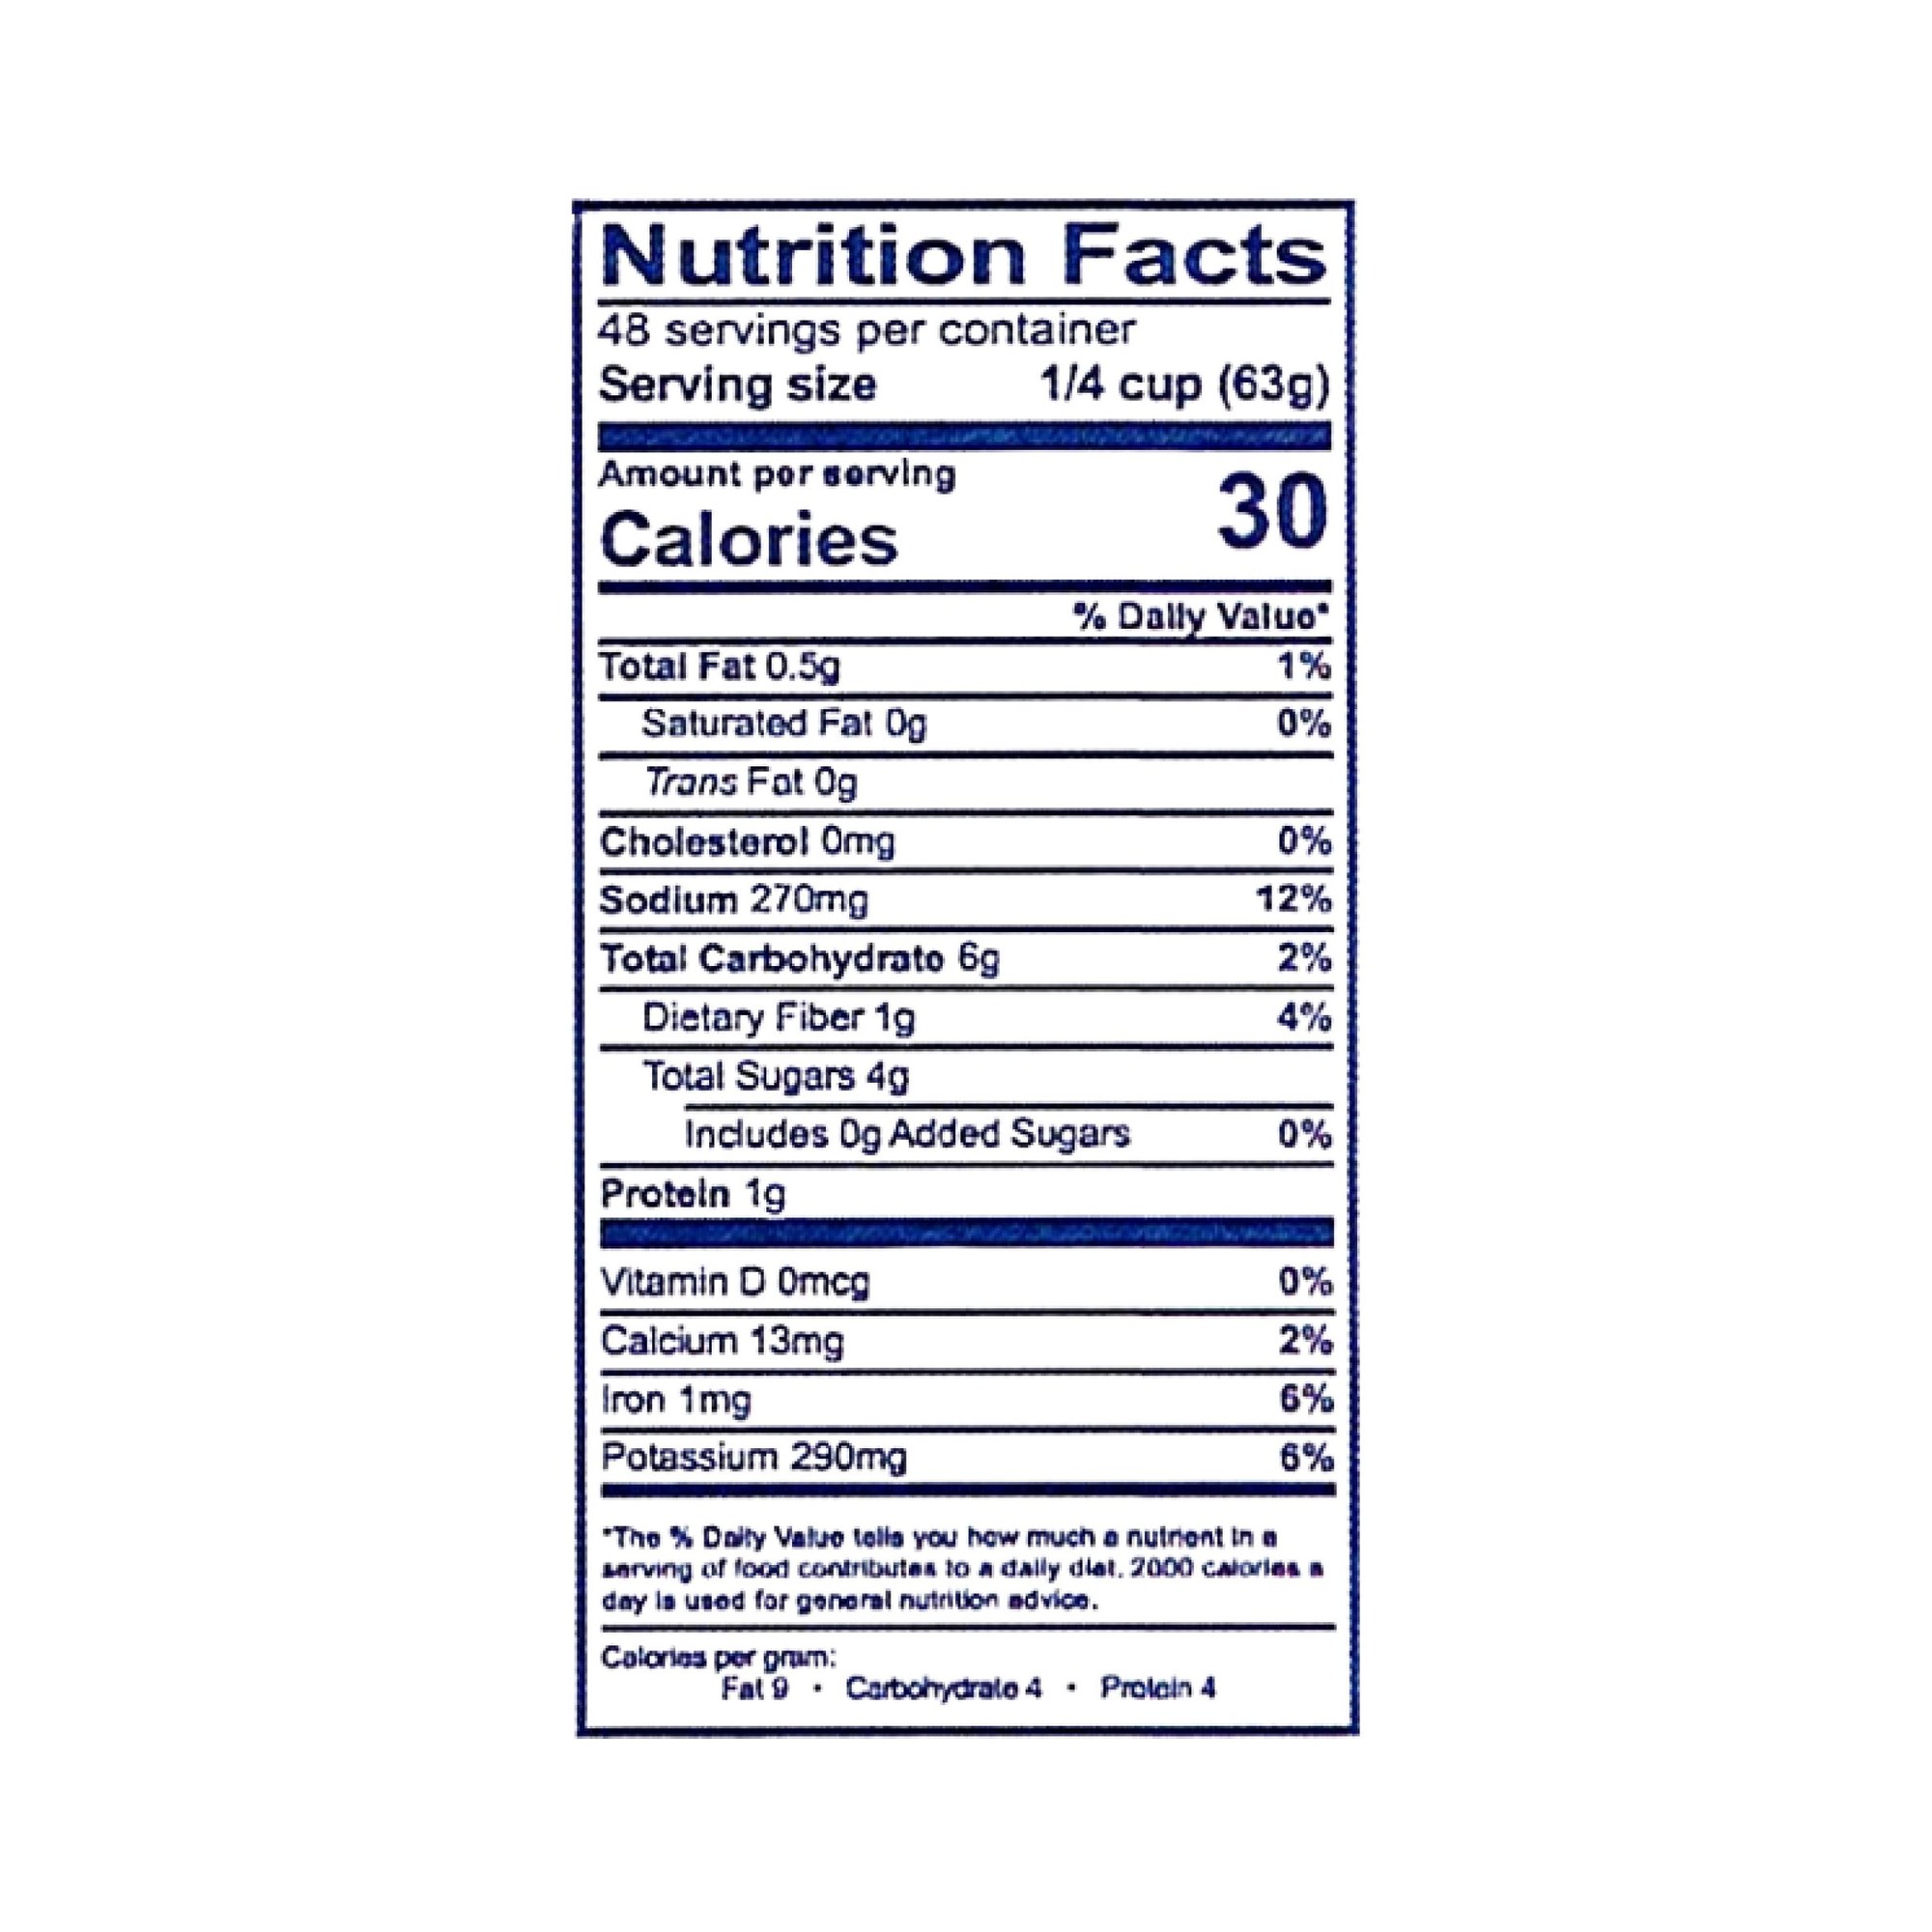 Nutrition Facts
48 servings per container
Serving size 1/4 cup (63g)
Amount per serving
Calories 30
% Daily Value*
Total Fat 0.5g 1%
Saturated Fat 0g 0%
Trans Fat 0g
Cholesterol 0mg 0%
Sodium 270mg 12%
Total Carbohydrate 6g 2%
Dietary Fiber 1g 4%
Total Sugars 4g
Includes 0g Added Sugars 0%
Protein 1g
Vitamin D 0mcg 0%
Calcium 13mg 2%
Iron 1mg 6%
Potassium 290mg 6%
*The % Daily Value tells you how much a nutrient in a
serving of food contributes to a daily diet. 2000 calories a
day is used for general nutrition advice.
Calories per gram:
Fat 9 • Carbohydrate 4 • Protein 4